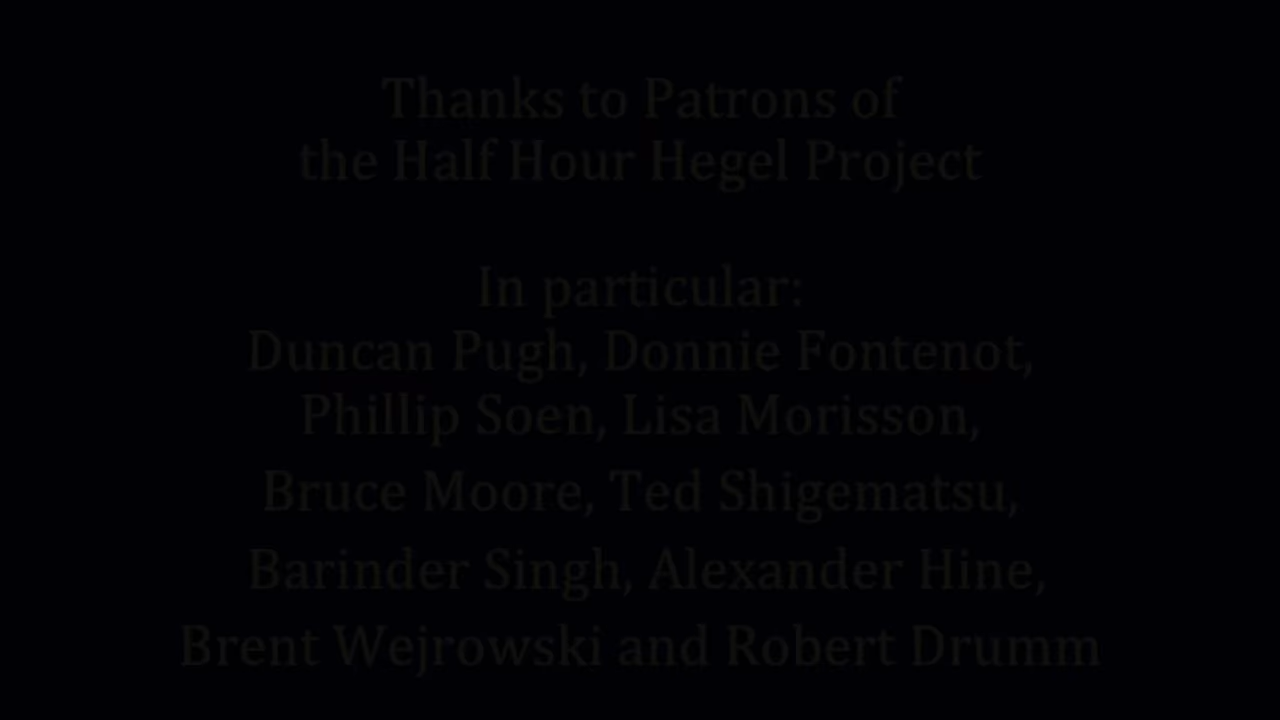 Thanks to Patrons of
the Half Hour Hegel Project
In particular:
Duncan Pugh, Donnie Fontenot,
Phillip Soen, Lisa Morisson,
Bruce Moore, Ted Shigematsu,
Barinder Singh, Alexander Hine,
Brent Wejrowski and Robert Drumm